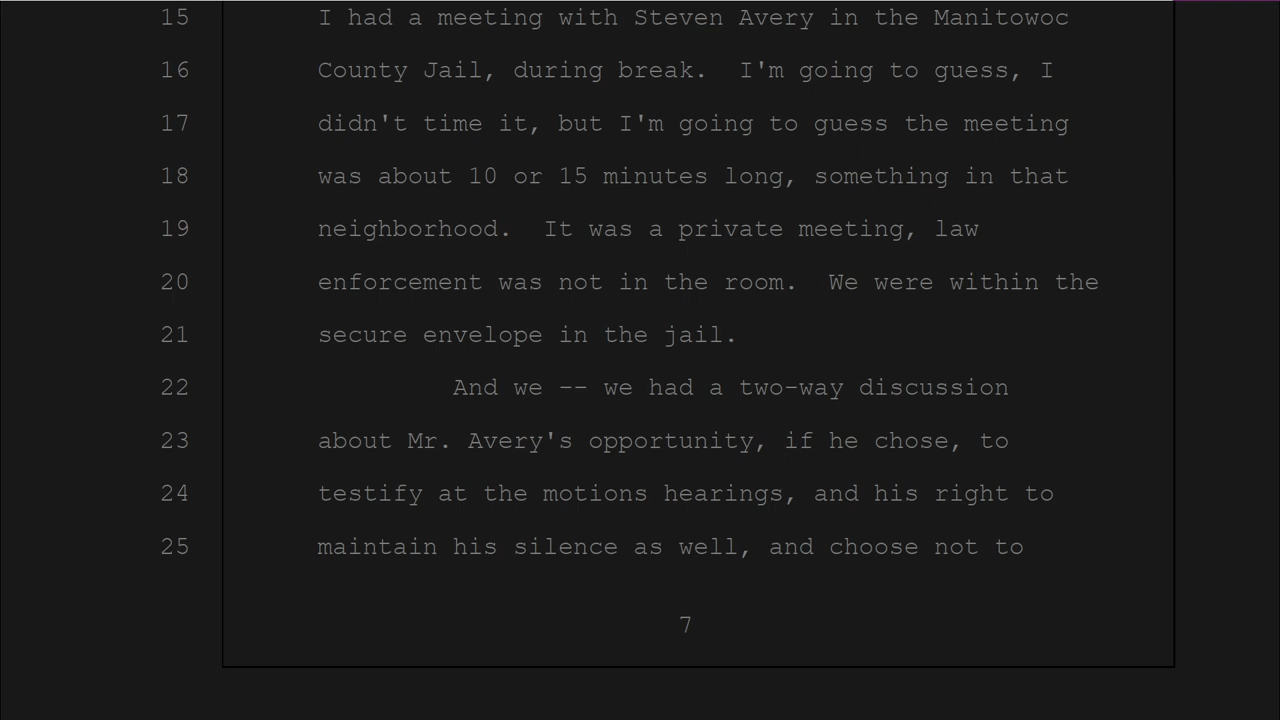 15 I had a meeting with Steven Avery in the Manitowoc
16 County Jail, during break. I'm going to guess, I
17 didn't time it, but I'm going to guess the meeting
18 was about 10 or 15 minutes long, something in that
19 neighborhood. It was a private meeting, law
20 enforcement was not in the room. We were within the
21 secure envelope in the jail.
22 And we -- we had a two-way discussion
23 about Mr. Avery's opportunity, if he chose, to
24 testify at the motions hearings, and his right to
25 maintain his silence as well, and choose not to
7